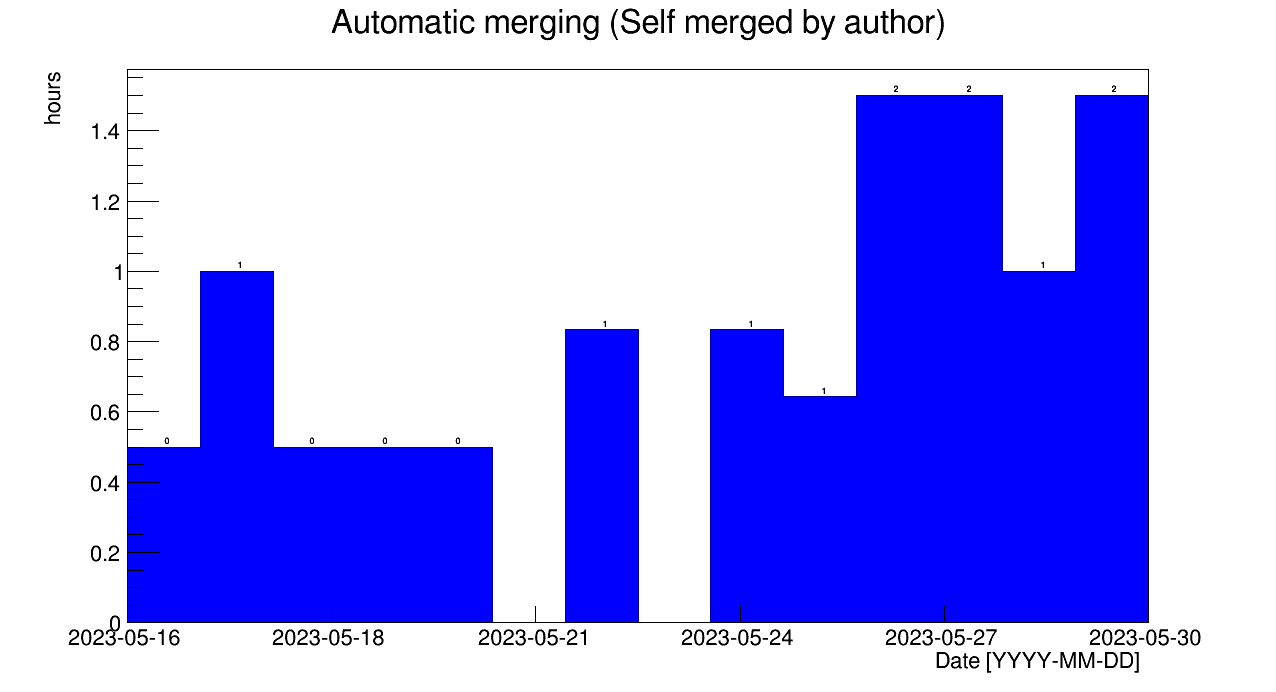 Automatic merging (Self merged by author)
hours
2 2 2
1.4
1.2
1 1 1
1 1
0.8
1
0.6
0 0 0 0
0.4
0.2
0
2023-05-16 2023-05-18 2023-05-21 2023-05-24 2023-05-27 2023-05-30
Date [YYYY-MM-DD]